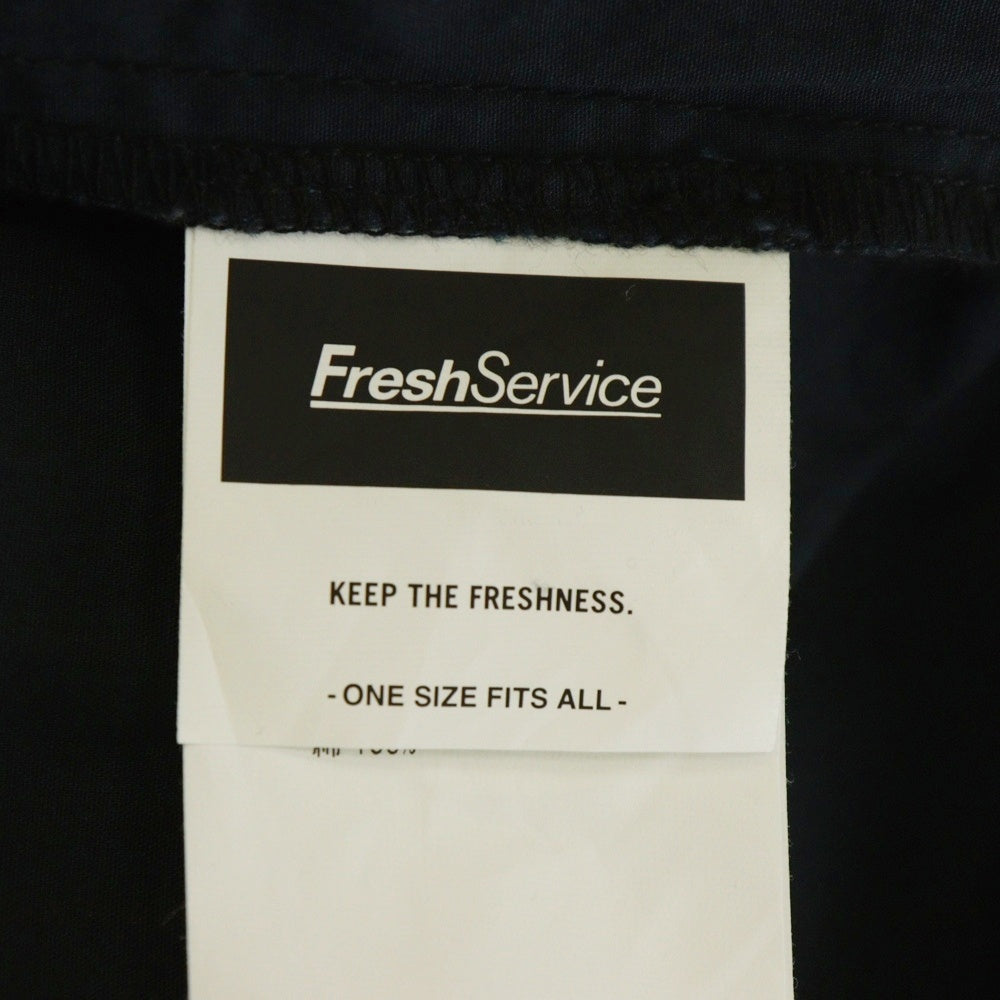 FreshService
KEEP THE FRESHNESS.
- ONE SIZE FITS ALL -